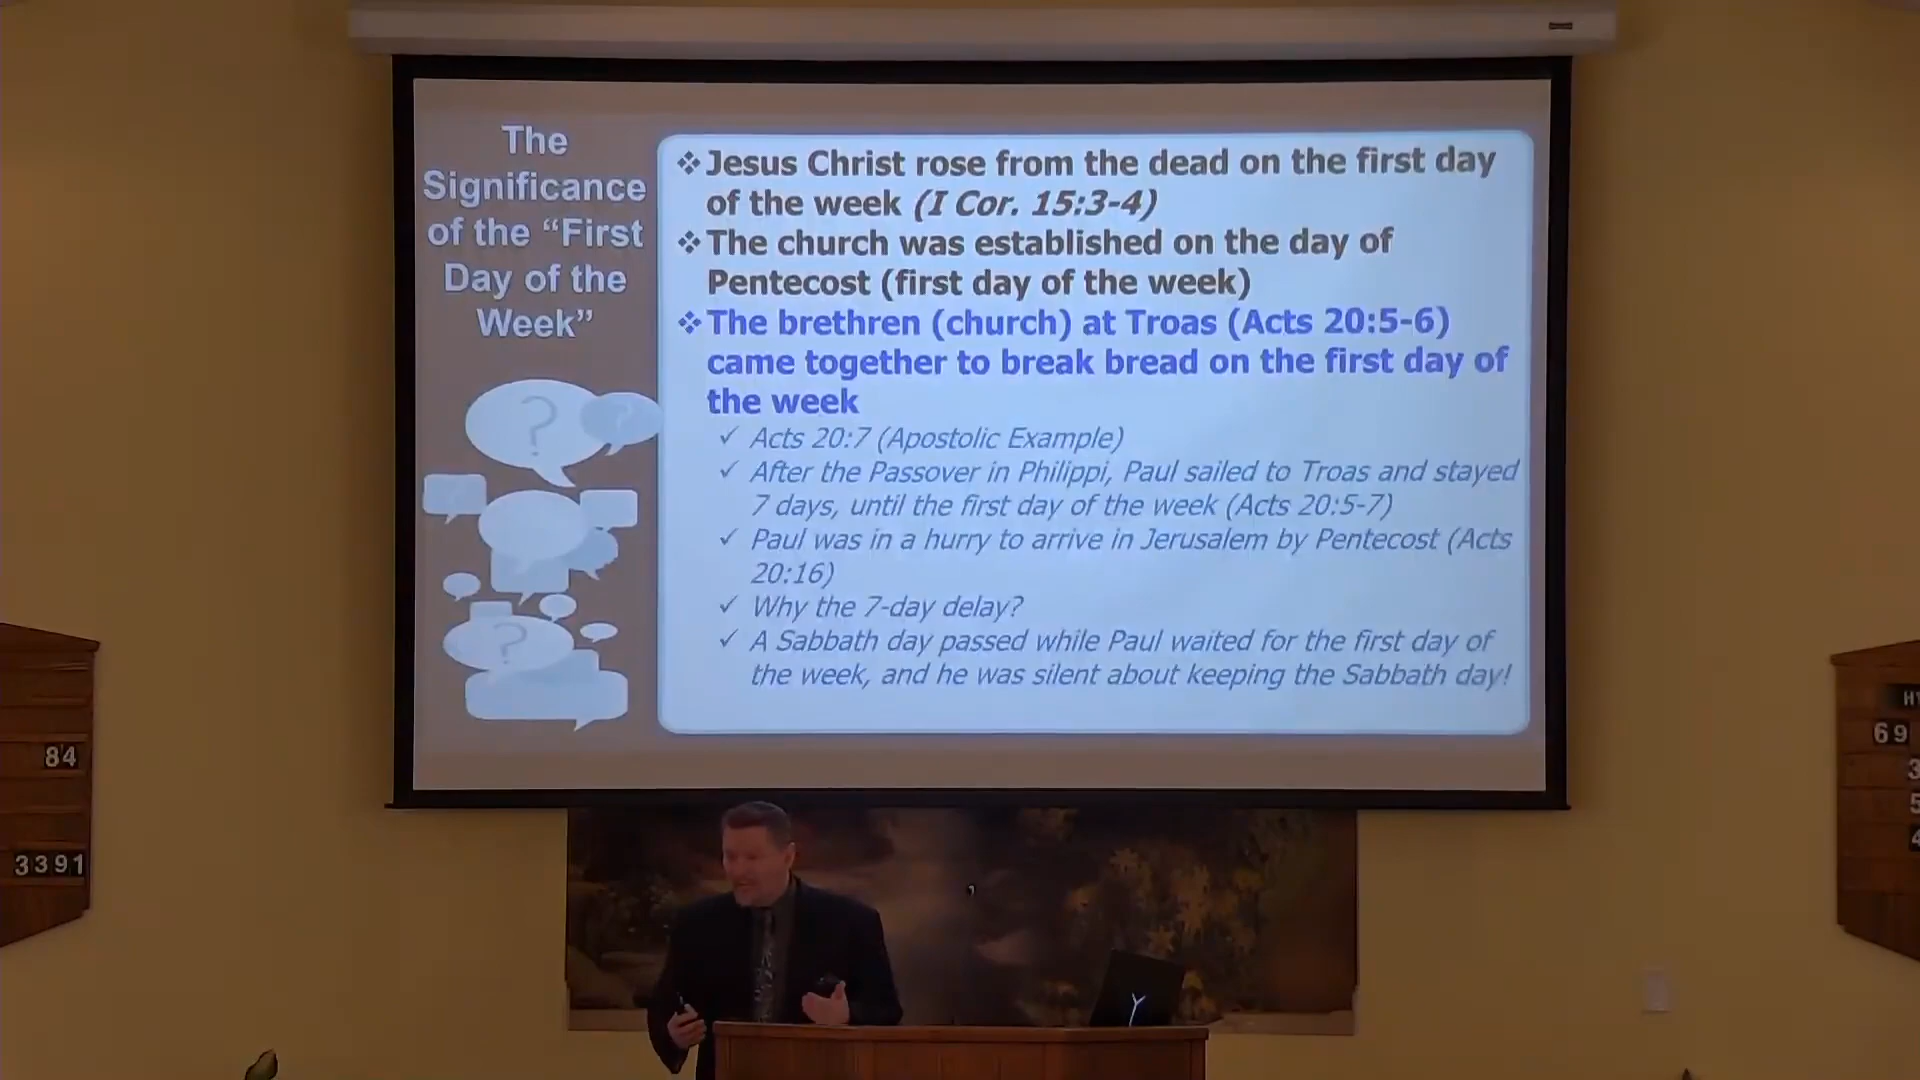 The
Significance
of the “First
Day of the
Week”
❖Jesus Christ rose from the dead on the first day
of the week (I Cor. 15:3-4)
❖The church was established on the day of
Pentecost (first day of the week)
❖The brethren (church) at Troas (Acts 20:5-6)
came together to break bread on the first day of
the week
✓ Acts 20:7 (Apostolic Example)
✓ After the Passover in Philippi, Paul sailed to Troas and stayed
7 days, until the first day of the week (Acts 20:5-7)
✓ Paul was in a hurry to arrive in Jerusalem by Pentecost (Acts
20:16)
✓ Why the 7-day delay?
✓ A Sabbath day passed while Paul waited for the first day of
the week, and he was silent about keeping the Sabbath day!
?
?
?
84
3391
69